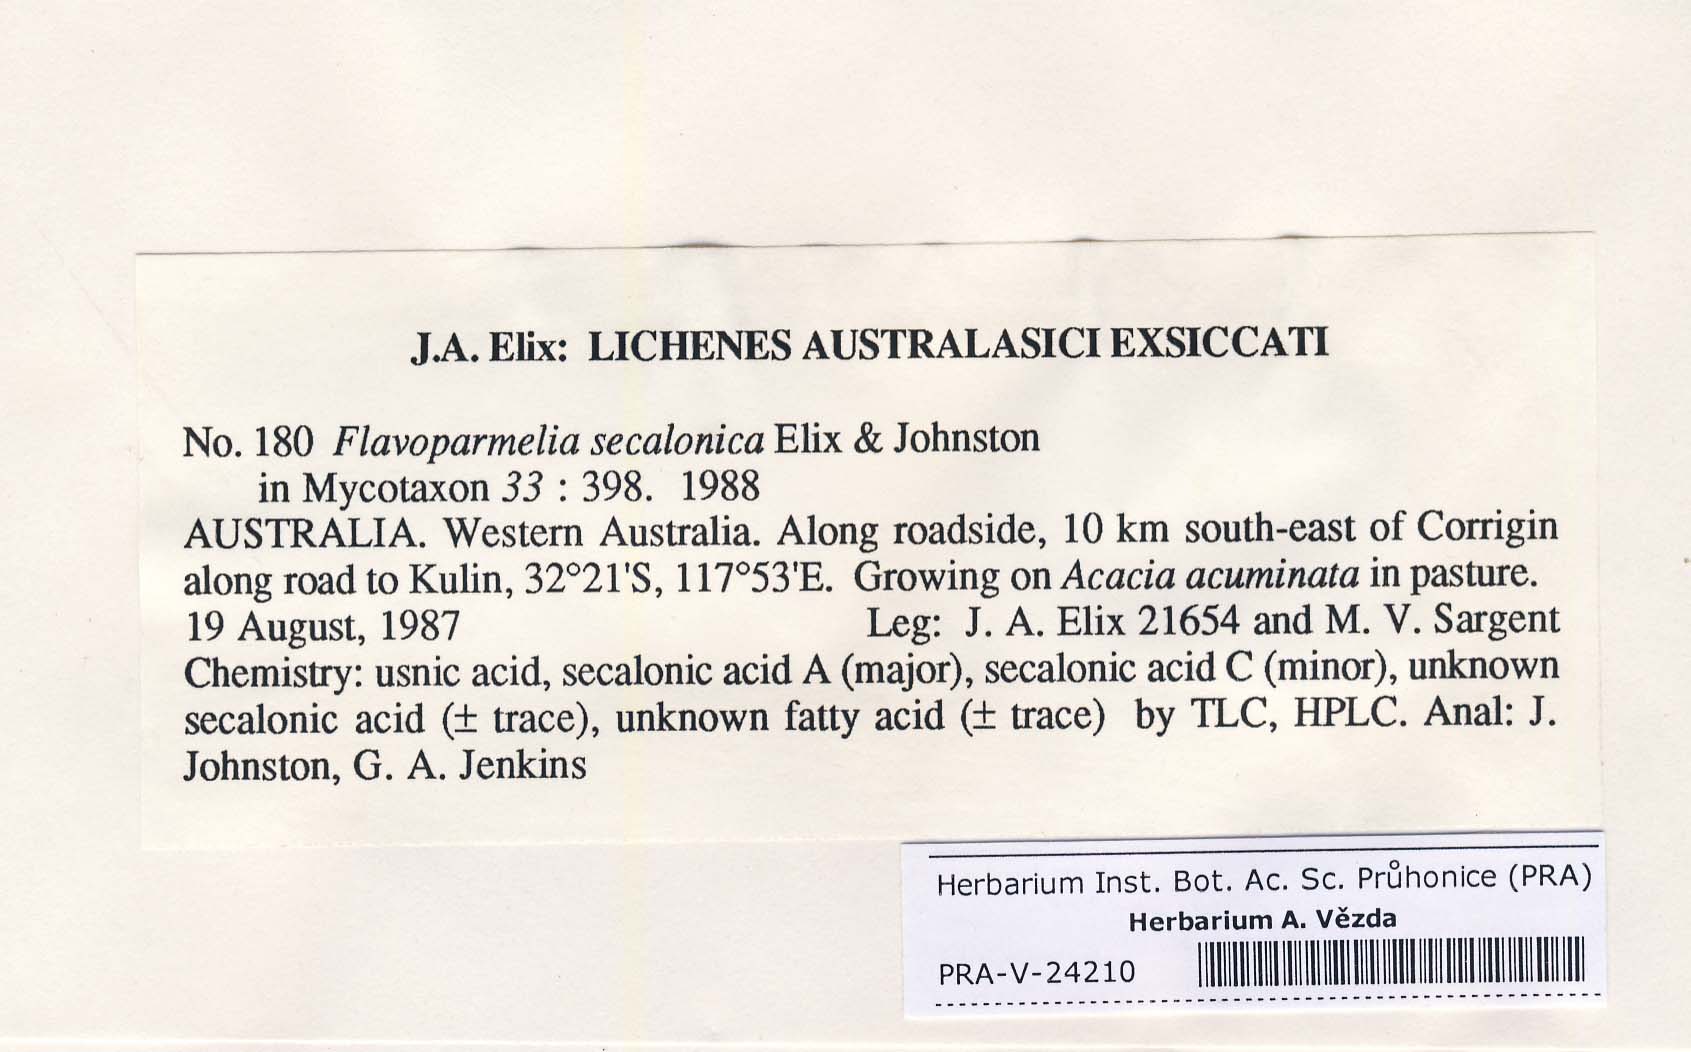 J.A. Elix: LICHENES AUSTRALASICI EXSICCATI
No. 180 Flavoparmelia secalonica Elix & Johnston
in Mycotaxon 33 : 398. 1988
AUSTRALIA. Western Australia. Along roadside, 10 km south-east of Corrigin
along road to Kulin, 32°21'S, 117°53'E. Growing on Acacia acuminata in pasture.
19 August, 1987 Leg: J. A. Elix 21654 and M. V. Sargent
Chemistry: usnic acid, secalonic acid A (major), secalonic acid C (minor), unknown
secalonic acid (± trace), unknown fatty acid (± trace) by TLC, HPLC. Anal: J.
Johnston, G. A. Jenkins
Herbarium Inst. Bot. Ac. Sc. Průhonice (PRA)
Herbarium A. Vězda
PRA-V-24210